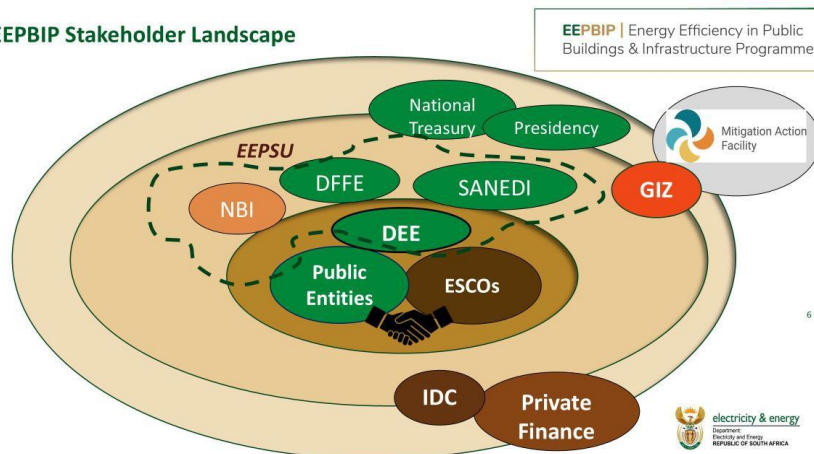 EEPBIP Stakeholder Landscape
EEPBIP | Energy Efficiency in Public
Buildings & Infrastructure Programme
National
Treasury
Presidency
Mitigation Action
Facility
EEPSU
DFFE
SANEDI
GIZ
NBI
DEE
Public
Entities
ESCOs
6
IDC
Private
Finance
electricity & energy
Department:
Electricity and Energy
REPUBLIC OF SOUTH AFRICA